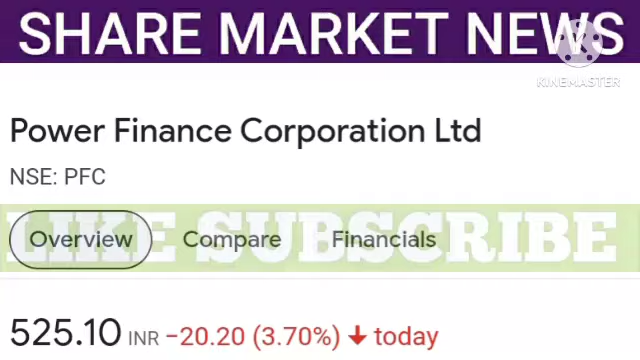 SHARE MARKET NEWS
KINEMASTER
Power Finance Corporation Ltd
NSE: PFC
LIKE SUBSCRIBE
Overview Compare Financials
525.10 INR −20.20 (3.70%) ↓ today